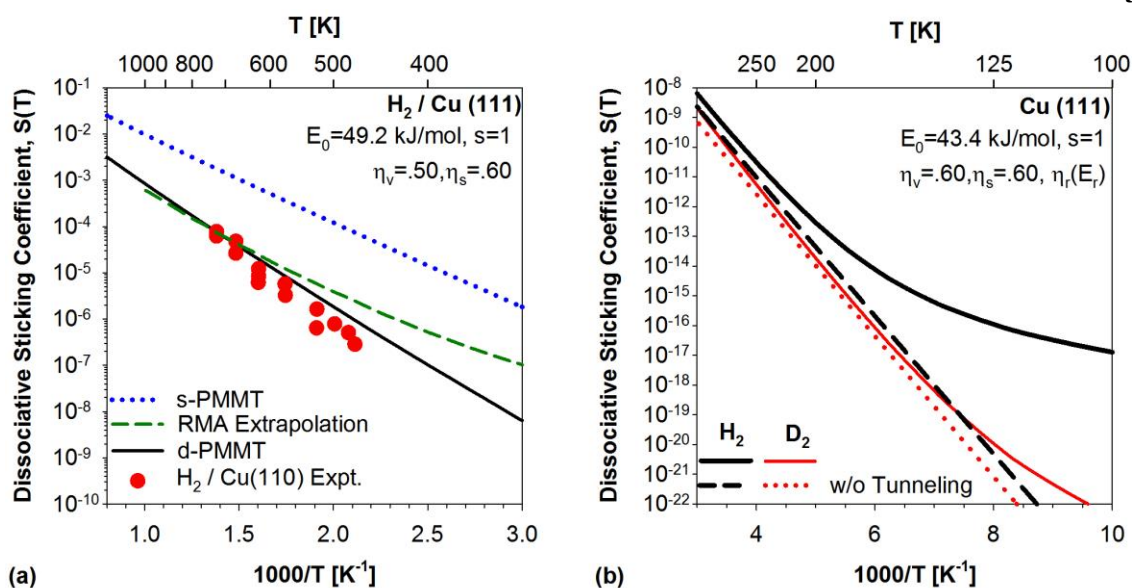 T [K]
1000 800 600 500 400
10⁻¹
10⁻²
10⁻³
10⁻⁴
10⁻⁵
10⁻⁶
10⁻⁷
10⁻⁸
10⁻⁹
10⁻¹⁰
Dissociative Sticking Coefficient, S(T)
H₂ / Cu (111)
E₀=49.2 kJ/mol, s=1
ηᵥ=.50,ηₛ=.60
s-PMMT
RMA Extrapolation
d-PMMT
H₂ / Cu(110) Expt.
1.0 1.5 2.0 2.5 3.0
(a)
1000/T [K⁻¹]
T [K]
250 200 125 100
10⁻⁸
10⁻⁹
10⁻¹⁰
10⁻¹¹
10⁻¹²
10⁻¹³
10⁻¹⁴
10⁻¹⁵
10⁻¹⁶
10⁻¹⁷
10⁻¹⁸
10⁻¹⁹
10⁻²⁰
10⁻²¹
10⁻²²
Dissociative Sticking Coefficient, S(T)
Cu (111)
E₀=43.4 kJ/mol, s=1
ηᵥ=.60,ηₛ=.60, ηᵣ(Eᵣ)
H₂ D₂
w/o Tunneling
4 6 8 10
(b)
1000/T [K⁻¹]